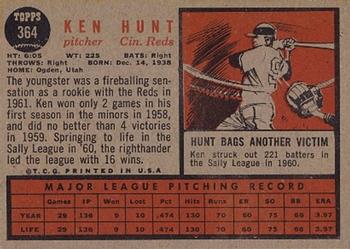 TOPPS
364
KEN HUNT
pitcher Cin. Reds
HT: 6:05 WT: 225 BATS: Right
THROWS: Right BORN: Dec. 14, 1938
HOME: Ogden, Utah
The youngster was a fireballing sen-
sation as a rookie with the Reds in
1961. Ken won only 2 games in his
first season in the minors in 1958,
and did no better than 4 victories
in 1959. Springing to life in the
Sally League in '60, the righthander
led the league with 16 wins.
©T.C.G. PRINTED IN U.S.A
HUNT BAGS ANOTHER VICTIM
Ken struck out 221 batters in
the Sally League in 1960.
MAJOR LEAGUE PITCHING RECORD
Games IP Won Lost Pct. Hits Runs ER SO BB ERA
YEAR 29 136 9 10 .474 130 70 60 75 66 3.97
LIFE 29 136 9 10 .474 130 70 60 75 66 3.97